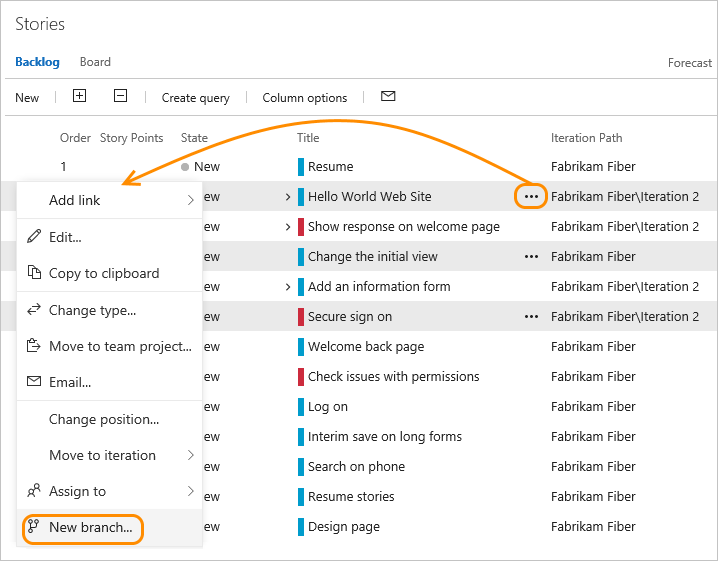 Stories
Backlog Board Forecast
New Create query Column options
Order Story Points State Title Iteration Path
1 New Resume Fabrikam Fiber
Add link ew Hello World Web Site ... Fabrikam Fiber\Iteration 2
ew Show response on welcome page Fabrikam Fiber\Iteration 2
Edit...
ew Change the initial view ... Fabrikam Fiber
Copy to clipboard
ew Add an information form Fabrikam Fiber\Iteration 2
Change type...
ew Secure sign on ... Fabrikam Fiber\Iteration 2
Move to team project... ew Welcome back page Fabrikam Fiber
Email... ew Check issues with permissions Fabrikam Fiber
ew Log on Fabrikam Fiber
Change position...
ew Interim save on long forms Fabrikam Fiber
Move to iteration
ew Search on phone Fabrikam Fiber
Assign to ew Resume stories Fabrikam Fiber
New branch... ew Design page Fabrikam Fiber